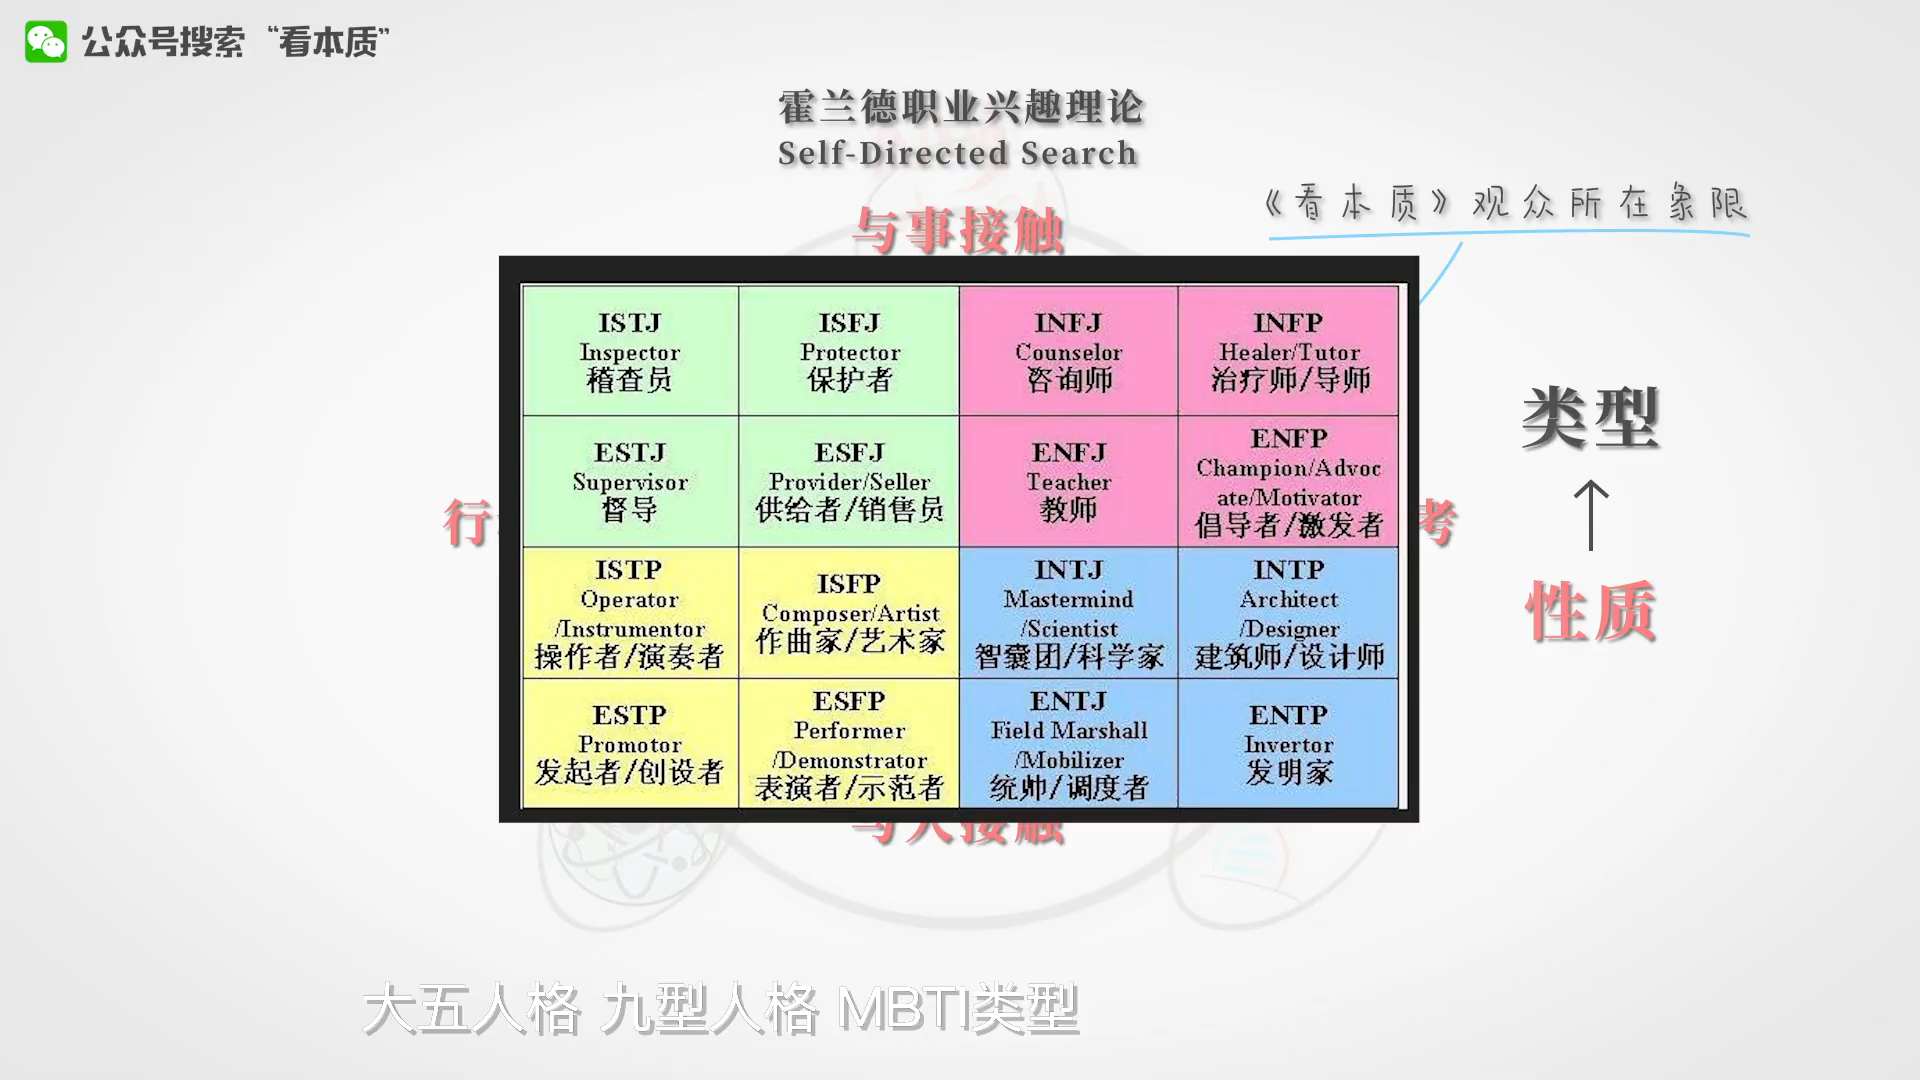 公众号搜索“看本质”
霍兰德职业兴趣理论
Self-Directed Search
与事接触
《看本质》观众所在象限
ISTJ
Inspector
稽查员
ISFJ
Protector
保护者
INFJ
Counselor
咨询师
INFP
Healer/Tutor
治疗师/导师
ESTJ
Supervisor
督导
ESFJ
Provider/Seller
供给者/销售员
ENFJ
Teacher
教师
ENFP
Champion/Advoc
ate/Motivator
倡导者/激发者
ISTP
Operator
/Instrumentor
操作者/演奏者
ISFP
Composer/Artist
作曲家/艺术家
INTJ
Mastermind
/Scientist
智囊团/科学家
INTP
Architect
/Designer
建筑师/设计师
ESTP
Promotor
发起者/创设者
ESFP
Performer
/Demonstrator
表演者/示范者
ENTJ
Field Marshall
/Mobilizer
统帅/调度者
ENTP
Invertor
发明家
行
考
类型
性质
与人接触
大五人格 九型人格 MBTI类型